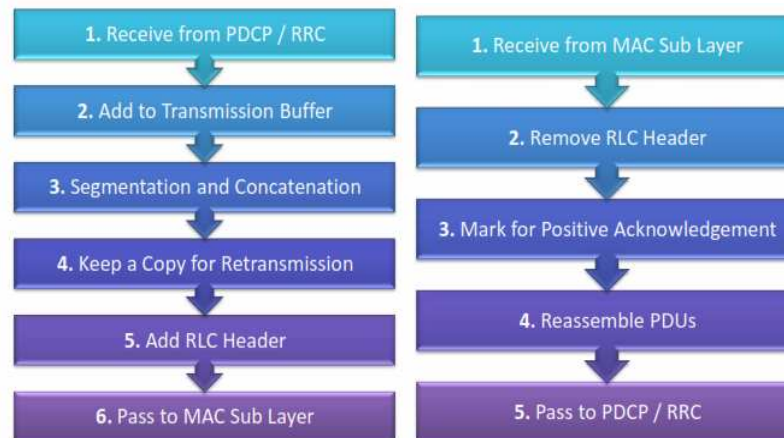 1. Receive from PDCP / RRC
2. Add to Transmission Buffer
3. Segmentation and Concatenation
4. Keep a Copy for Retransmission
5. Add RLC Header
6. Pass to MAC Sub Layer
1. Receive from MAC Sub Layer
2. Remove RLC Header
3. Mark for Positive Acknowledgement
4. Reassemble PDUs
5. Pass to PDCP / RRC